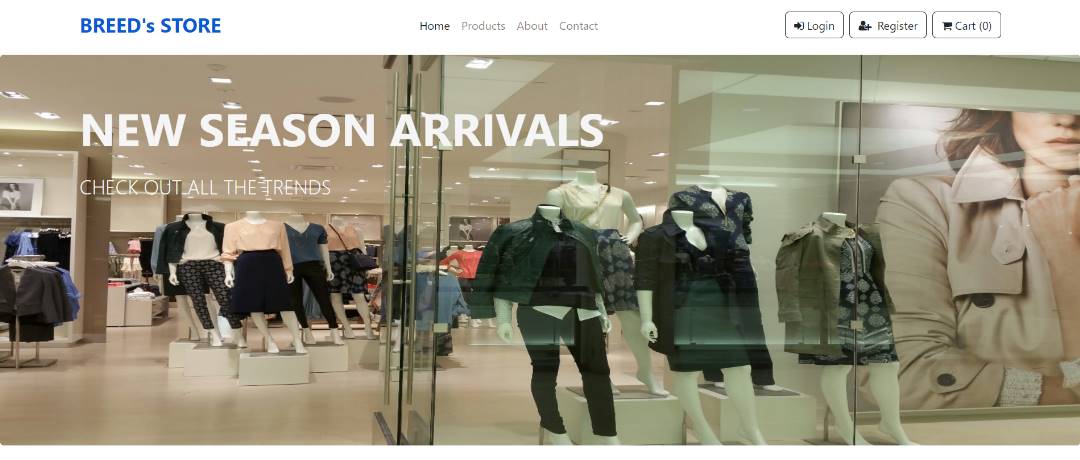 BREED's STORE
Home Products About Contact
Login Register Cart (0)
NEW SEASON ARRIVALS
CHECK OUT ALL THE TRENDS